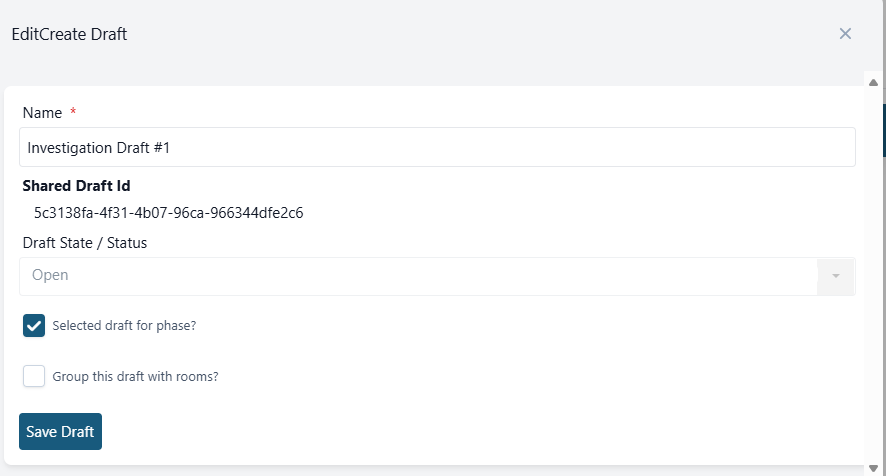 EditCreate Draft
Name *
Investigation Draft #1
Shared Draft Id
5c3138fa-4f31-4b07-96ca-966344dfe2c6
Draft State / Status
Open
Selected draft for phase?
Group this draft with rooms?
Save Draft